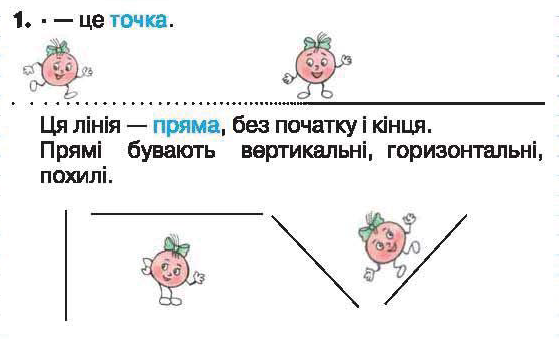 1. · — це точка.
Ця лінія — пряма, без початку і кінця.
Прямі бувають вертикальні, горизонтальні,
похилі.